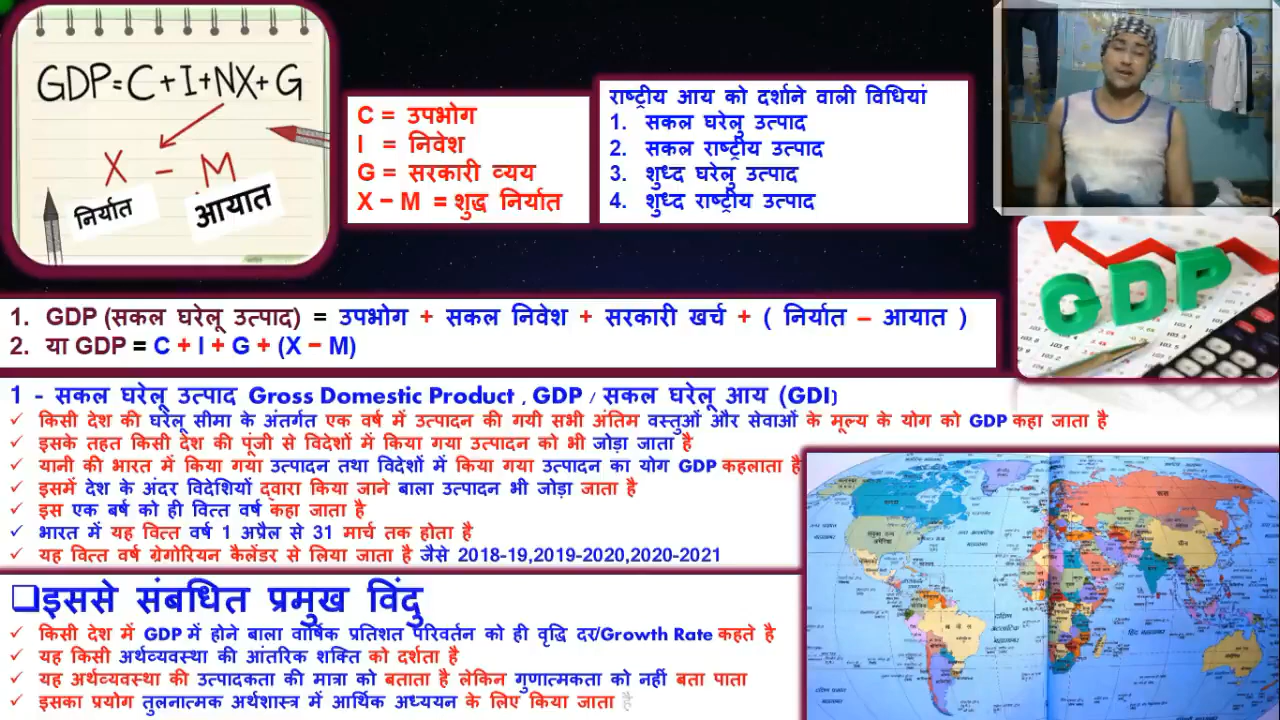 GDP=C+I+NX+G
X - M
निर्यात
आयात
C = उपभोग
I = निवेश
G = सरकारी व्यय
X – M = शुद्ध निर्यात
राष्ट्रीय आय को दर्शाने वाली विधियां
1. सकल घरेलु उत्पाद
2. सकल राष्ट्रीय उत्पाद
3. शुध्द घरेलु उत्पाद
4. शुध्द राष्ट्रीय उत्पाद
GDP
1. GDP (सकल घरेलू उत्पाद) = उपभोग + सकल निवेश + सरकारी खर्च + ( निर्यात – आयात )
2. या GDP = C + I + G + (X – M)
1 - सकल घरेलू उत्पाद Gross Domestic Product , GDP / सकल घरेलू आय (GDI)
✓ किसी देश की घरेलू सीमा के अंतर्गत एक वर्ष में उत्पादन की गयी सभी अंतिम वस्तुओं और सेवाओं के मूल्य के योग को GDP कहा जाता है
✓ इसके तहत किसी देश की पूंजी से विदेशों में किया गया उत्पादन को भी जोड़ा जाता है
✓ यानी की भारत में किया गया उत्पादन तथा विदेशों में किया गया उत्पादन का योग GDP कहलाता है
✓ इसमें देश के अंदर विदेशियों द्वारा किया जाने बाला उत्पादन भी जोड़ा जाता है
✓ इस एक बर्ष को ही वित्त वर्ष कहा जाता है
✓ भारत में यह वित्त वर्ष 1 अप्रैल से 31 मार्च तक होता है
✓ यह वित्त वर्ष ग्रेगोरियन कैलेंडर से लिया जाता है जैसे 2018-19,2019-2020,2020-2021
❑इससे संबधित प्रमुख विंदु
✓ किसी देश में GDP में होने बाला वार्षिक प्रतिशत परिवर्तन को ही वृद्दि दर/Growth Rate कहते है
✓ यह किसी अर्थव्यवस्था की आंतरिक शक्ति को दर्शता है
✓ यह अर्थव्यवस्था की उत्पादकता की मात्रा को बताता है लेकिन गुणात्मकता को नहीं बता पाता
✓ इसका प्रयोग तुलनात्मक अर्थशास्त्र में आर्थिक अध्ययन के लिए किया जाता
रूस
चीन